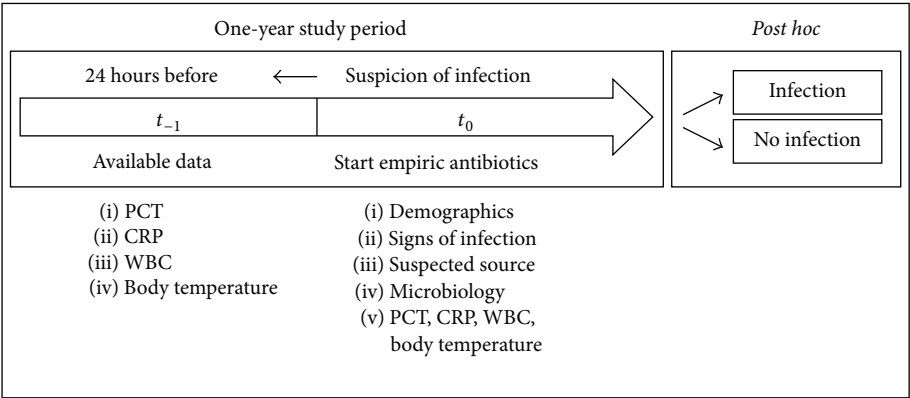 One-year study period
Post hoc
24 hours before ← Suspicion of infection
t−1
t0
Available data
Start empiric antibiotics
Infection
No infection
(i) PCT
(ii) CRP
(iii) WBC
(iv) Body temperature
(i) Demographics
(ii) Signs of infection
(iii) Suspected source
(iv) Microbiology
(v) PCT, CRP, WBC,
body temperature